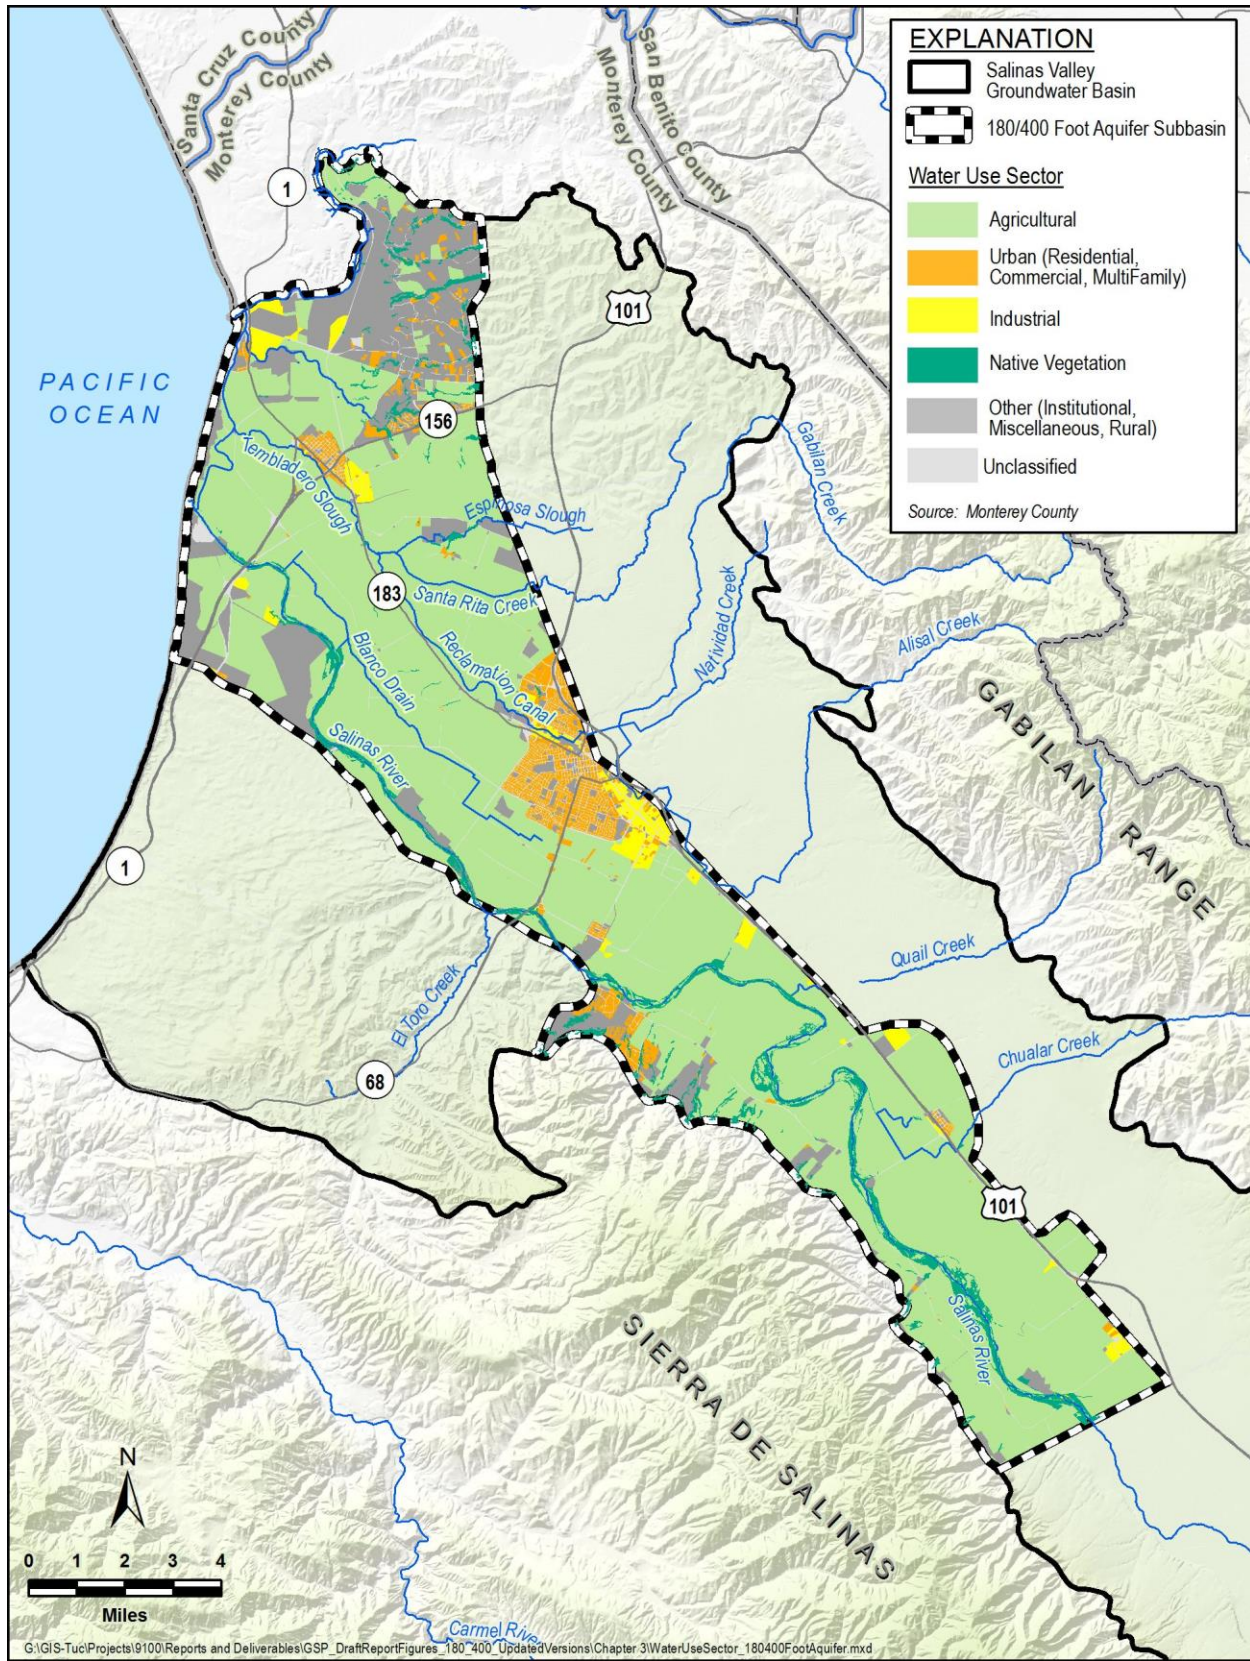 EXPLANATION
Salinas Valley
Groundwater Basin
180/400 Foot Aquifer Subbasin
Water Use Sector
Agricultural
Urban (Residential,
Commercial, MultiFamily)
Industrial
Native Vegetation
Other (Institutional,
Miscellaneous, Rural)
Unclassified
Source: Monterey County
Santa Cruz County
Monterey County
San Benito County
Monterey County
1
101
PACIFIC
OCEAN
156
Tembladero Slough
Espinosa Slough
Gabilan Creek
183
Santa Rita Creek
Natividad Creek
Alisal Creek
Blanco Drain
Reclamation Canal
Salinas River
GABILAN RANGE
1
El Toro Creek
Quail Creek
Chualar Creek
68
101
Salinas River
SIERRA DE SALINAS
N
0 1 2 3 4
Miles
Carmel River
G:\GIS-Tuc\Projects\9100\Reports and Deliverables\GSP_DraftReportFigures_180_400_UpdatedVersions\Chapter 3\WaterUseSector_180400FootAquifer.mxd